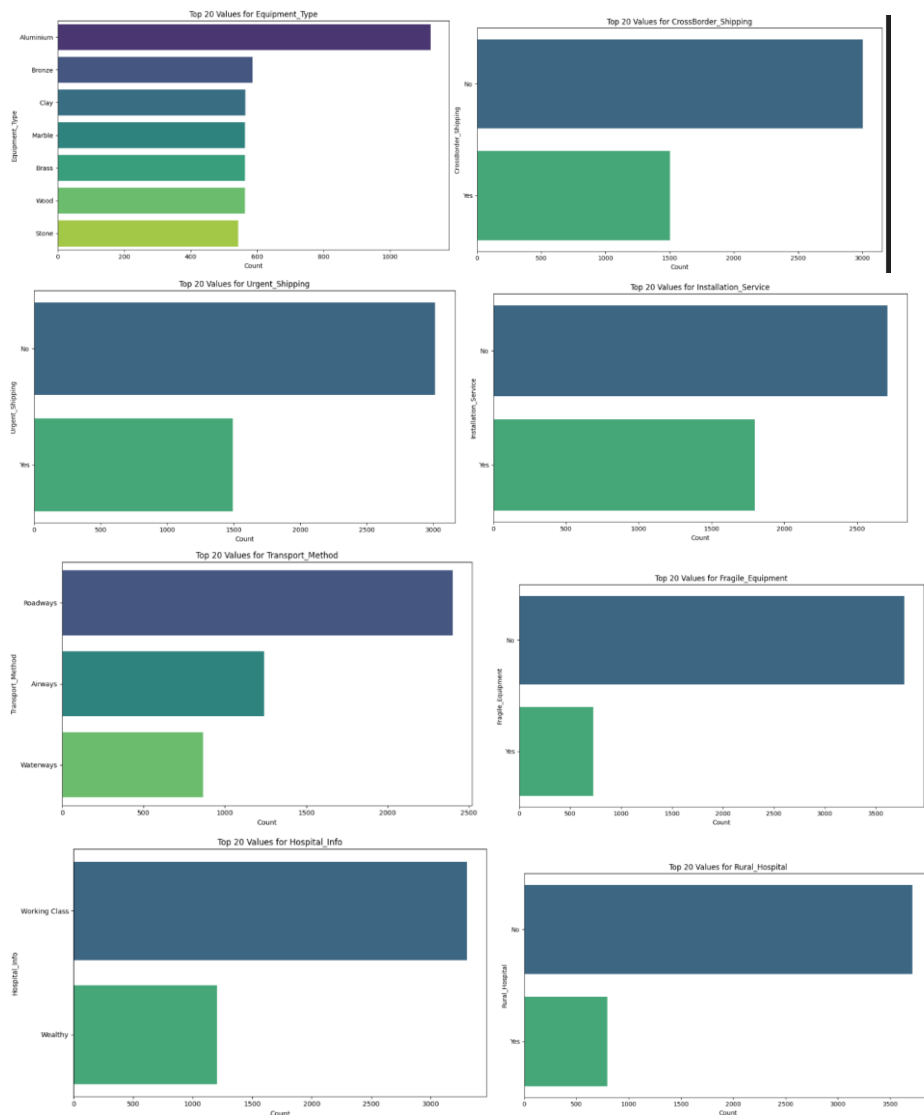 Top 20 Values for Equipment_Type
Aluminium
Bronze
Clay
Marble
Brass
Wood
Stone
Equipment_Type
0 200 400 600 800 1000
Count
Top 20 Values for CrossBorder_Shipping
No
Yes
CrossBorder_Shipping
0 500 1000 1500 2000 2500 3000
Count
Top 20 Values for Urgent_Shipping
No
Yes
Urgent_Shipping
0 500 1000 1500 2000 2500 3000
Count
Top 20 Values for Installation_Service
No
Yes
Installation_Service
0 500 1000 1500 2000 2500
Count
Top 20 Values for Transport_Method
Roadways
Airways
Waterways
Transport_Method
0 500 1000 1500 2000 2500
Count
Top 20 Values for Fragile_Equipment
No
Yes
Fragile_Equipment
0 500 1000 1500 2000 2500 3000 3500
Count
Top 20 Values for Hospital_Info
Working Class
Wealthy
Hospital_Info
0 500 1000 1500 2000 2500 3000
Count
Top 20 Values for Rural_Hospital
No
Yes
Rural_Hospital
0 500 1000 1500 2000 2500 3000 3500
Count